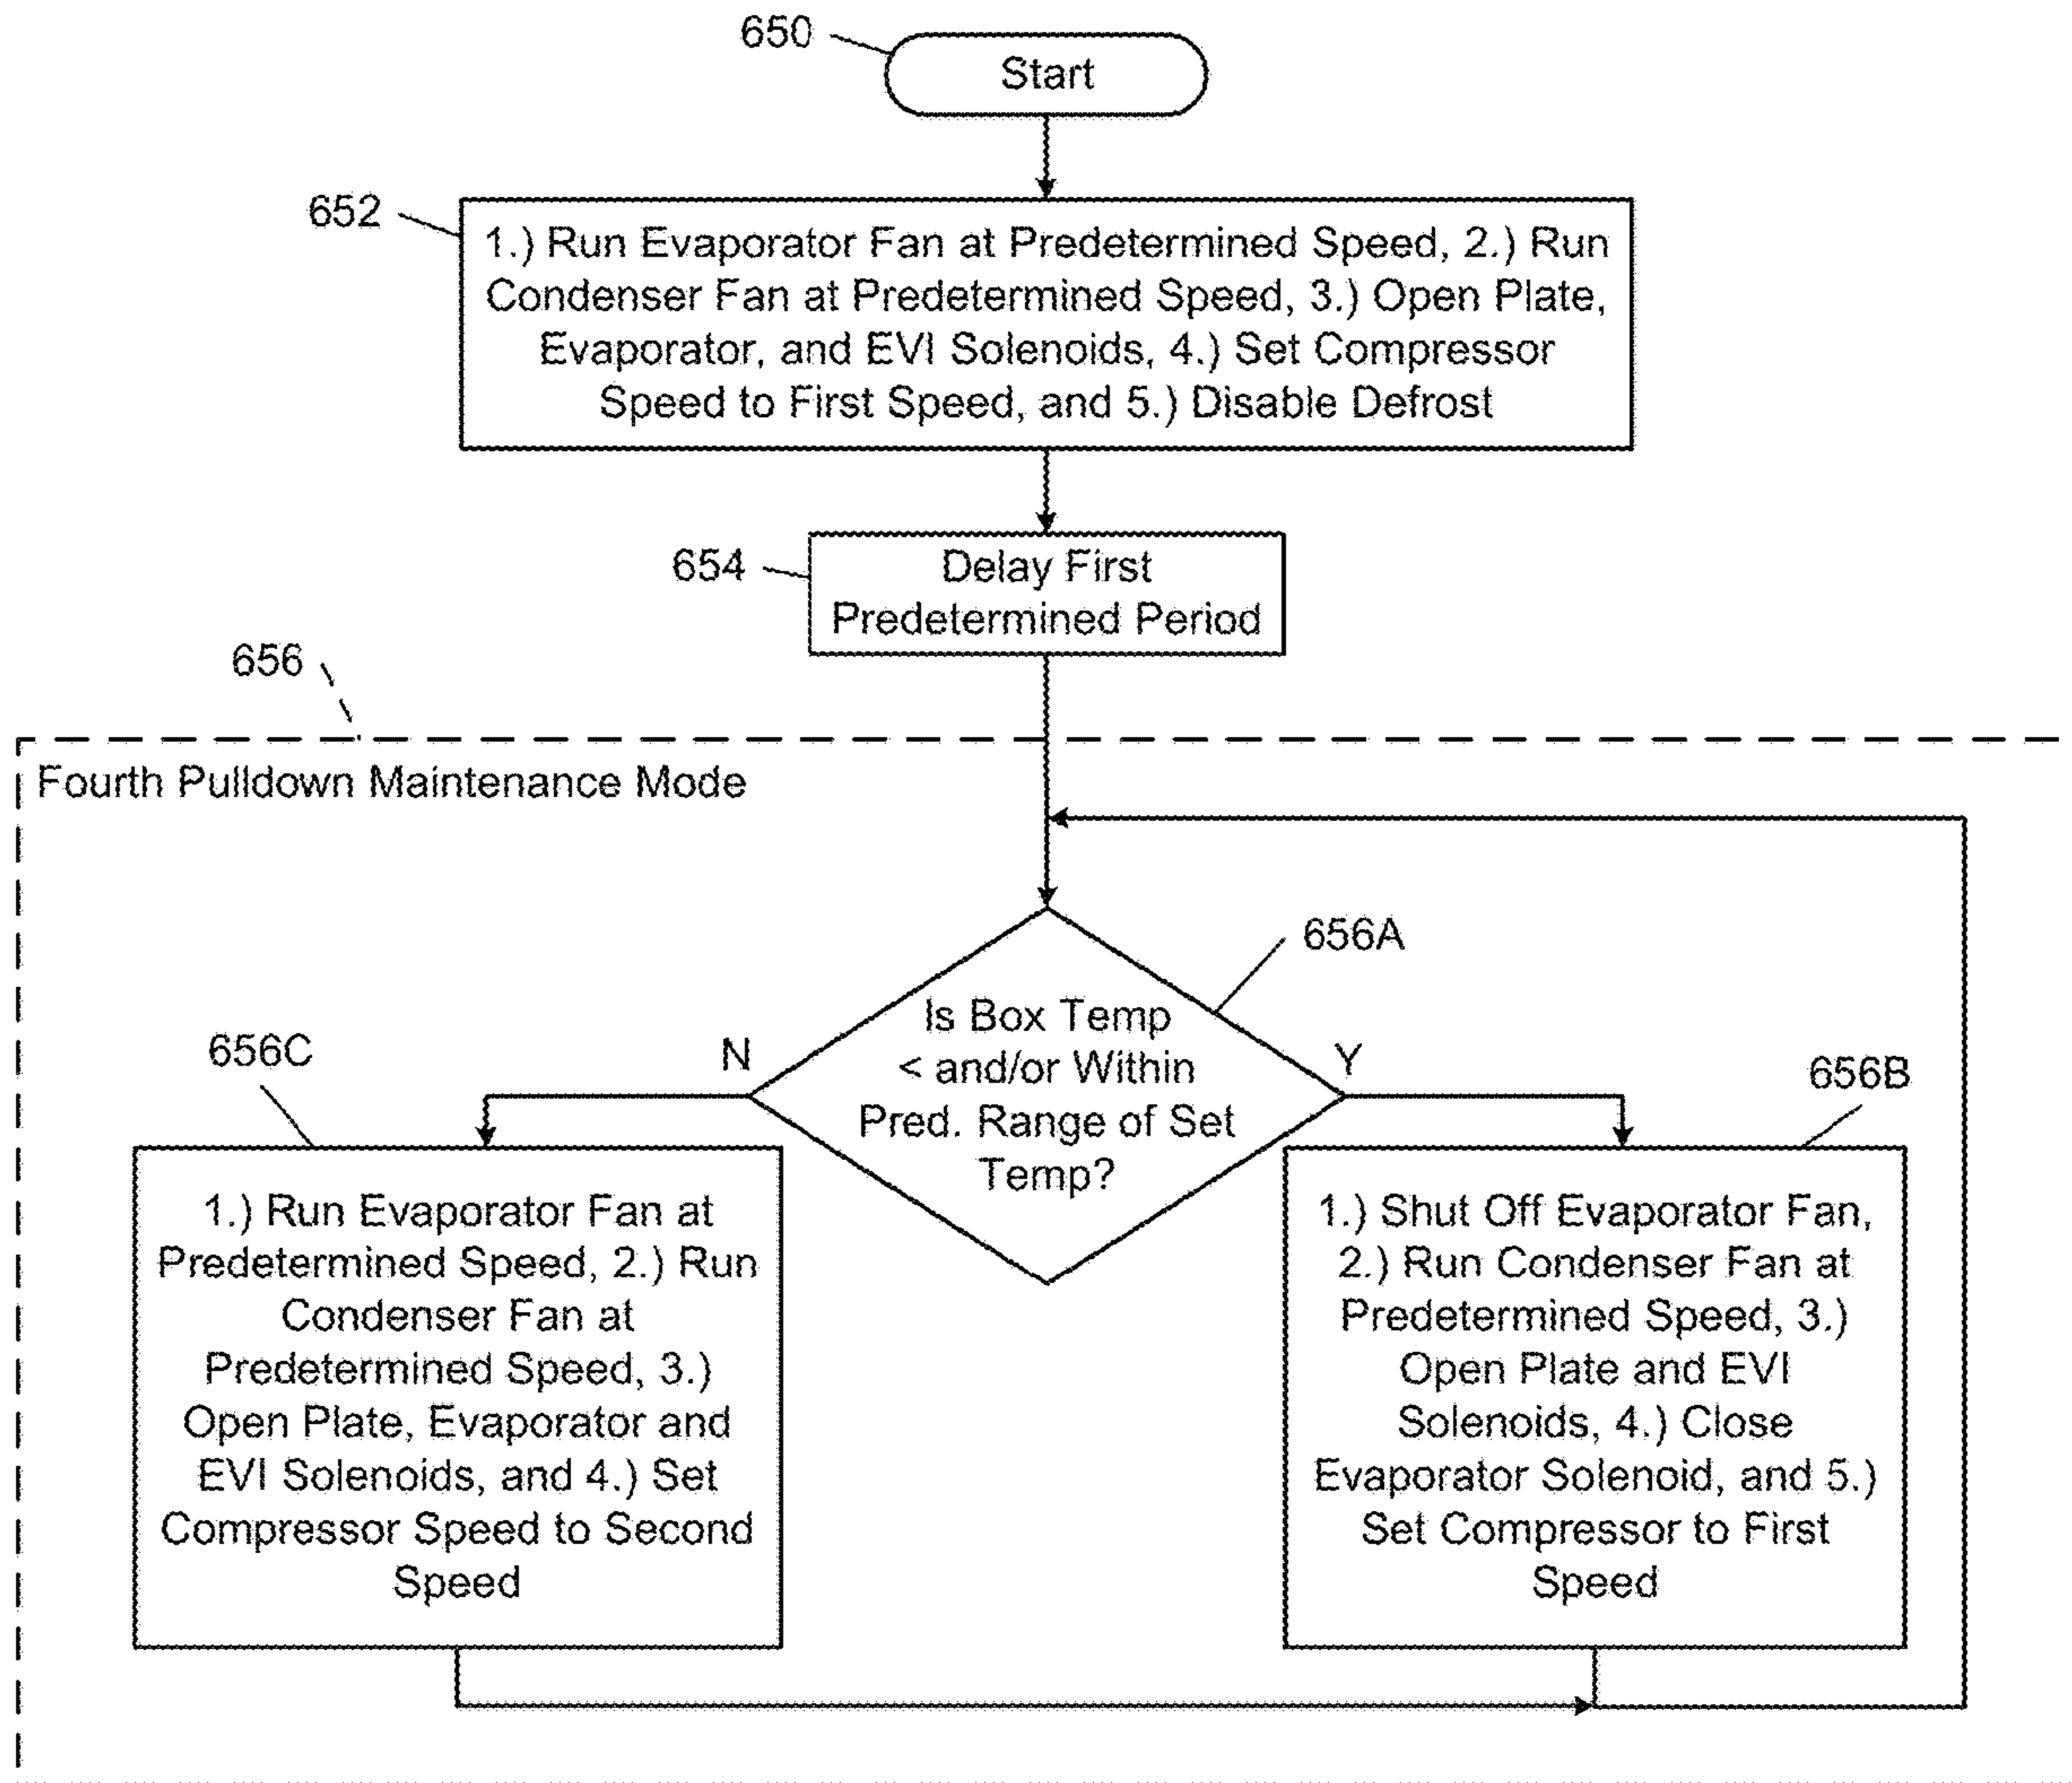 650
Start
652
1.) Run Evaporator Fan at Predetermined Speed, 2.) Run
Condenser Fan at Predetermined Speed, 3.) Open Plate,
Evaporator, and EVI Solenoids, 4.) Set Compressor
Speed to First Speed, and 5.) Disable Defrost
654
Delay First
Predetermined Period
656
Fourth Pulldown Maintenance Mode
656A
Is Box Temp
< and/or Within
Pred. Range of Set
Temp?
N
Y
656C
1.) Run Evaporator Fan at
Predetermined Speed, 2.) Run
Condenser Fan at
Predetermined Speed, 3.)
Open Plate, Evaporator and
EVI Solenoids, and 4.) Set
Compressor Speed to Second
Speed
656B
1.) Shut Off Evaporator Fan,
2.) Run Condenser Fan at
Predetermined Speed, 3.)
Open Plate and EVI
Solenoids, 4.) Close
Evaporator Solenoid, and 5.)
Set Compressor to First
Speed